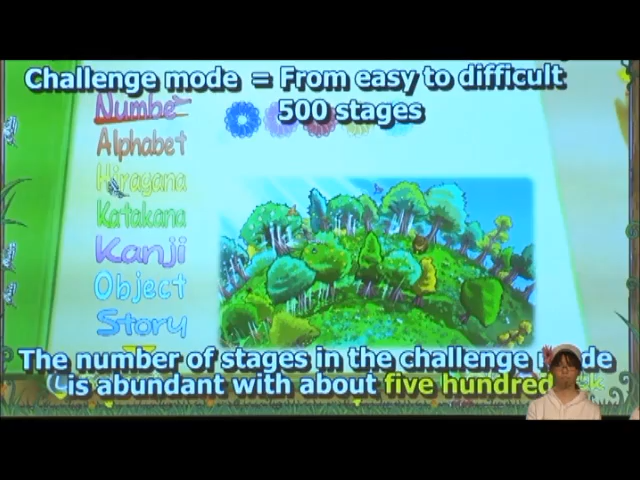 Challenge mode = From easy to difficult
500 stages
Number
Alphabet
Hiragana
Katakana
Kanji
Object
Story
The number of stages in the challenge mode
is abundant with about five hundred